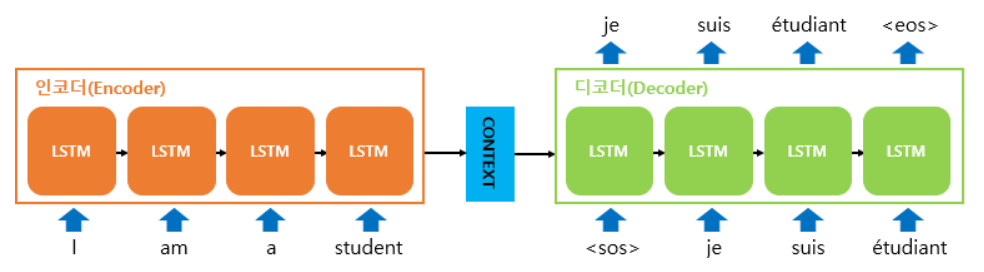 je suis étudiant <eos>
인코더(Encoder)
디코더(Decoder)
LSTM LSTM LSTM LSTM
CONTEXT
LSTM LSTM LSTM LSTM
I am a student
<sos> je suis étudiant